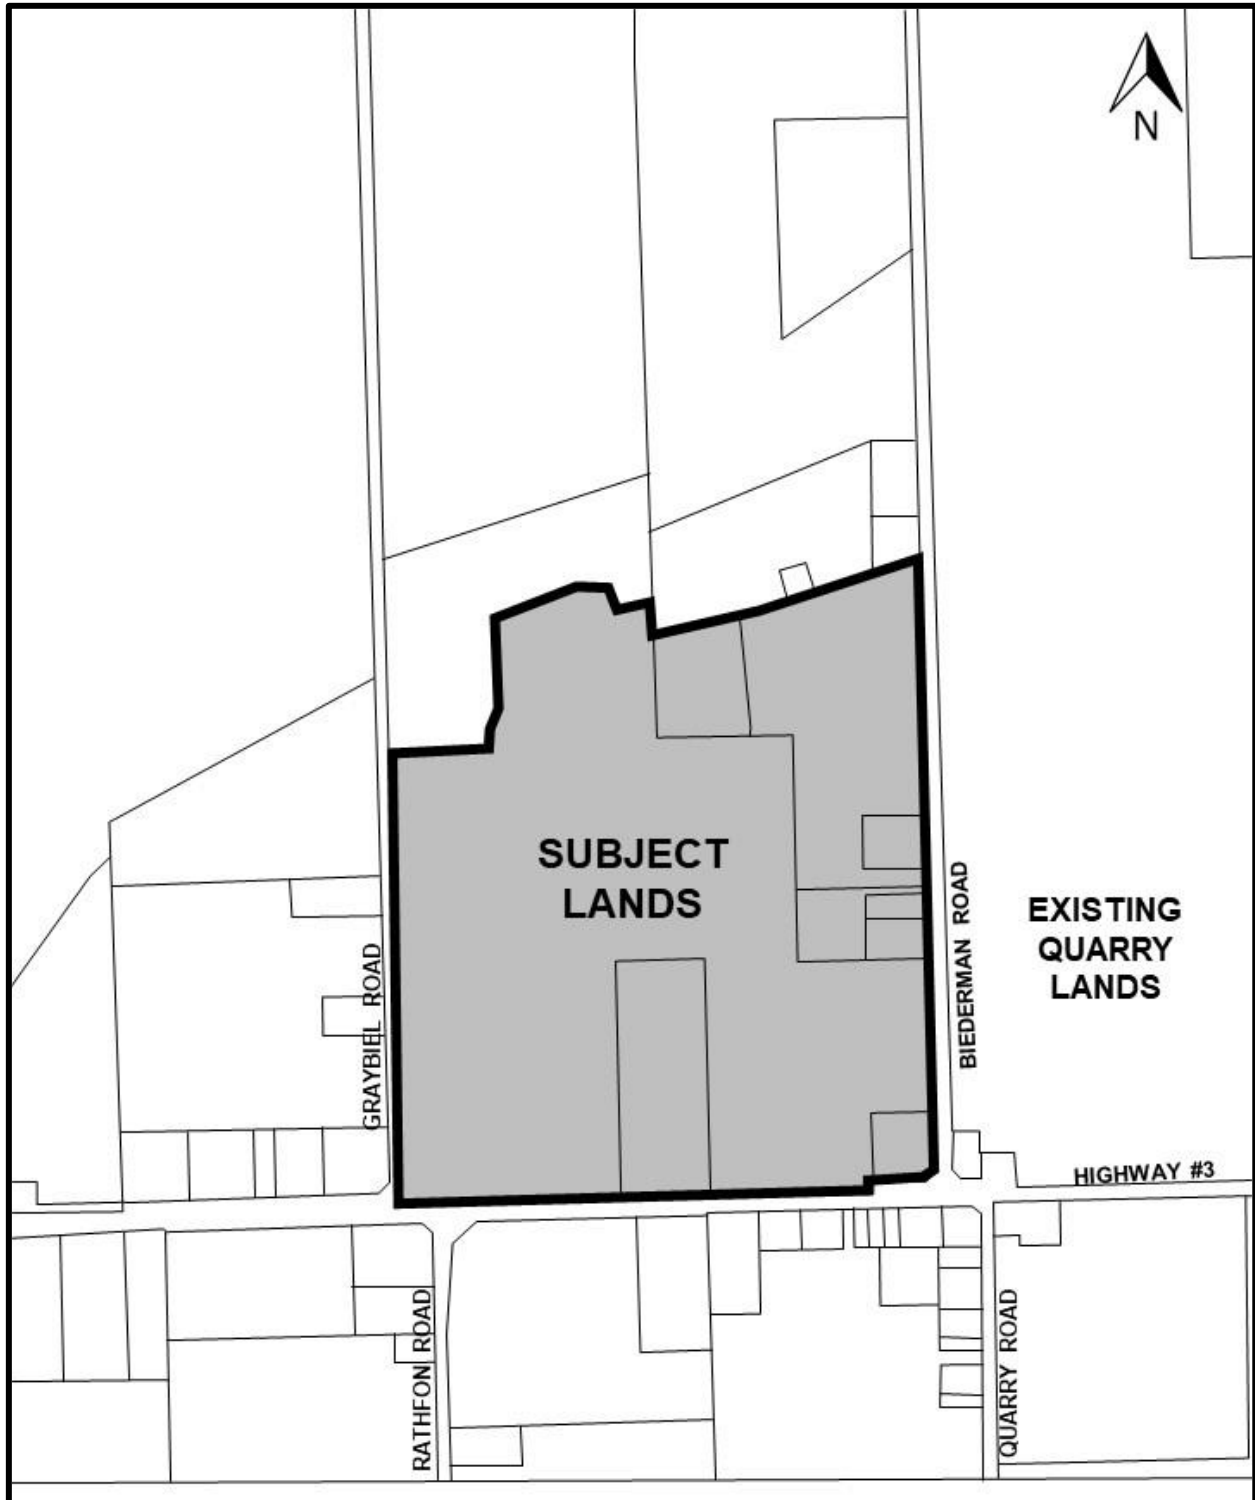 N
SUBJECT
LANDS
EXISTING
QUARRY
LANDS
BIEDERMAN ROAD
GRAYBIEL ROAD
HIGHWAY #3
RATHFON ROAD
QUARRY ROAD